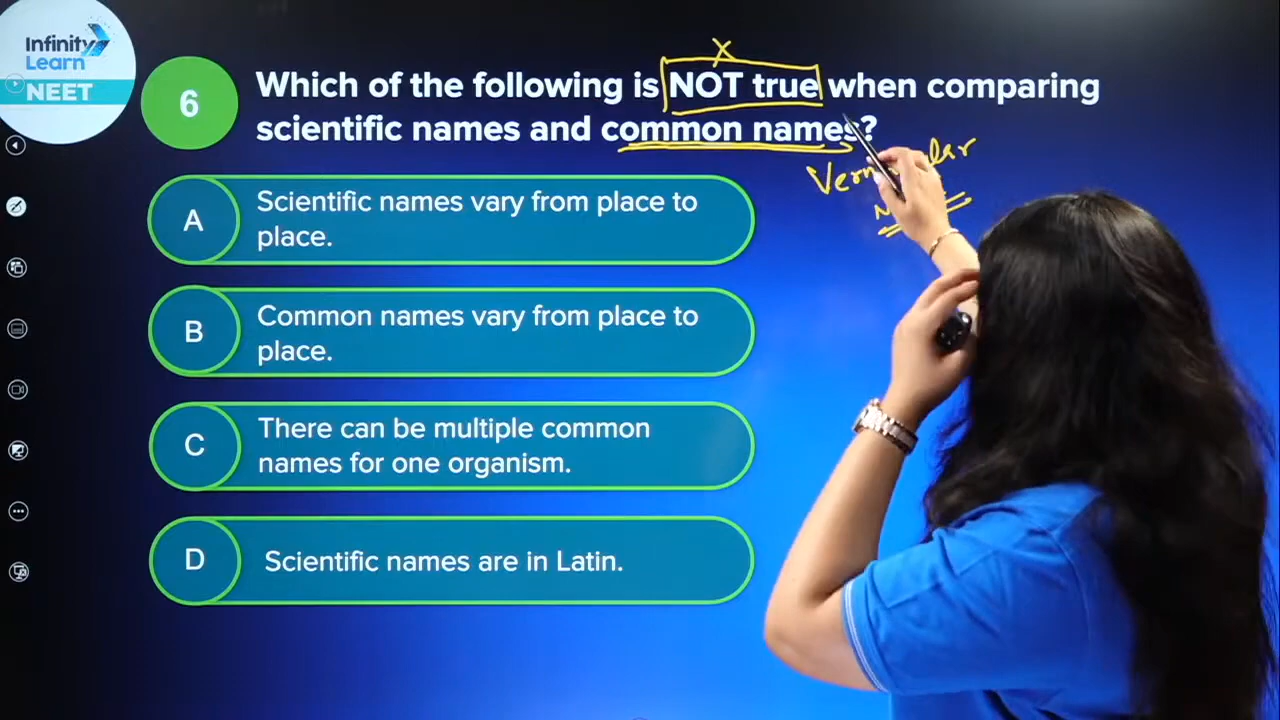 Infinity
Learn
NEET
6
Which of the following is NOT true when comparing
scientific names and common names?
x
A
Scientific names vary from place to
place.
B
Common names vary from place to
place.
C
There can be multiple common
names for one organism.
D
Scientific names are in Latin.